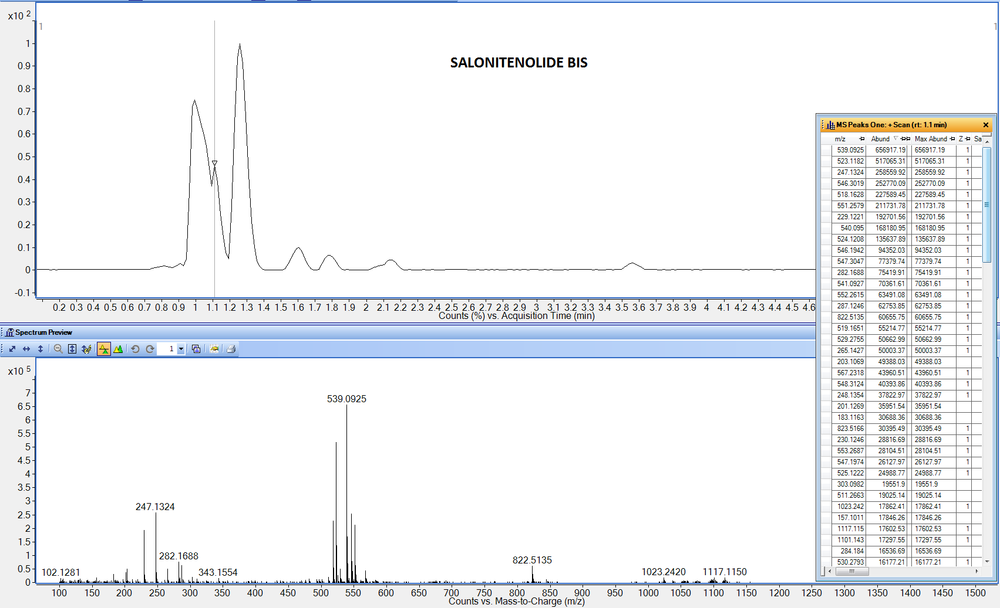 x10 2
1
1
1
0.9
0.8
0.7
0.6
0.5
0.4
0.3
0.2
0.1
0
-0.1
SALONITENOLIDE BIS
0.2 0.3 0.4 0.5 0.6 0.7 0.8 0.9 1 1.1 1.2 1.3 1.4 1.5 1.6 1.7 1.8 1.9 2 2.1 2.2 2.3 2.4 2.5 2.6 2.7 2.8 2.9 3 3.1 3.2 3.3 3.4 3.5 3.6 3.7 3.8 3.9 4 4.1 4.2 4.3 4.4 4.5 4.6
Counts (%) vs. Acquisition Time (min)
MS Peaks One: + Scan (rt: 1.1 min)
m/z Abund Max Abund Z Sa
539.0925 656917.19 656917.19 1
523.1182 517065.31 517065.31 1
247.1324 258559.92 258559.92 1
546.3019 252770.09 252770.09 1
518.1628 227589.45 227589.45 1
551.2579 211731.78 211731.78 1
229.1221 192701.56 192701.56 1
540.095 168180.95 168180.95 1
524.1208 135637.89 135637.89 1
546.1942 94352.03 94352.03 1
547.3047 77379.74 77379.74 1
282.1688 75419.91 75419.91 1
541.0927 70361.61 70361.61 1
552.2615 63491.08 63491.08 1
287.1246 62753.85 62753.85 1
822.5135 60655.75 60655.75 1
519.1651 55214.77 55214.77 1
529.2755 50662.99 50662.99 1
265.1427 50003.37 50003.37 1
203.1069 49388.03 49388.03
567.2318 43960.51 43960.51 1
548.3124 40393.86 40393.86 1
248.1354 37822.97 37822.97 1
201.1269 35951.54 35951.54
183.1163 30688.36 30688.36
823.5166 30395.49 30395.49 1
230.1246 28816.69 28816.69 1
553.2687 28104.51 28104.51 1
547.1974 26127.97 26127.97 1
525.1222 24988.77 24988.77 1
303.0982 19551.9 19551.9
511.2663 19025.14 19025.14
1023.242 17862.41 17862.41 1
157.1011 17846.26 17846.26
1117.115 17602.53 17602.53 1
1101.143 17297.55 17297.55 1
284.184 16536.69 16536.69
530.2793 16177.21 16177.21 1
Spectrum Preview
1
x10 5
7
6.5
6
5.5
5
4.5
4
3.5
3
2.5
2
1.5
1
0.5
0
539.0925
247.1324
282.1688
102.1281
343.1554
822.5135
1023.2420
1117.1150
100 150 200 250 300 350 400 450 500 550 600 650 700 750 800 850 900 950 1000 1050 1100 1150 1200 1250 1300 1350 1400 1450 1500
Counts vs. Mass-to-Charge (m/z)